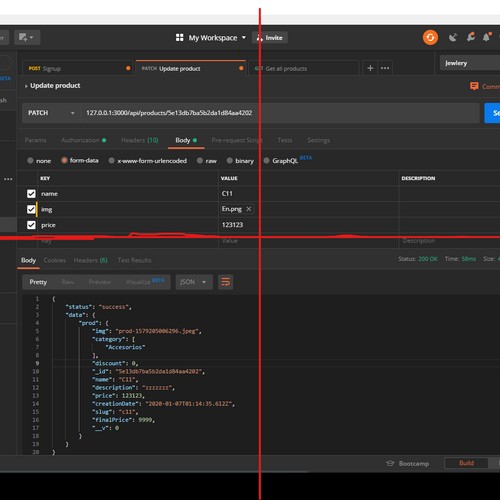 er
My Workspace
Invite
BETA
sh
POST Signup
PATCH Update product
GET Get all products
+
Jewlery
Update product
Comm
PATCH
127.0.0.1:3000/api/products/5e13db7ba5b2da1d84aa4202
Se
Params
Authorization
Headers (10)
Body
Pre-request Script
Tests
Settings
none
form-data
x-www-form-urlencoded
raw
binary
GraphQL BETA
KEY
VALUE
DESCRIPTION
name
C11
img
En.png
price
123123
Key
Value
Description
Body
Cookies
Headers (6)
Test Results
Status: 200 OK
Time: 58ms
Size:
Pretty
Raw
Preview
Visualize BETA
JSON
1 {
2 "status": "success",
3 "data": {
4 "prod": {
5 "img": "prod-1579205006296.jpeg",
6 "category": [
7 "Accesorios"
8 ],
9 "discount": 0,
10 "_id": "5e13db7ba5b2da1d84aa4202",
11 "name": "C11",
12 "description": "zzzzzzz",
13 "price": 123123,
14 "creationDate": "2020-01-07T01:14:35.612Z",
15 "slug": "c11",
16 "finalPrice": 9999,
17 "__v": 0
18 }
19 }
20 }
Bootcamp
Build